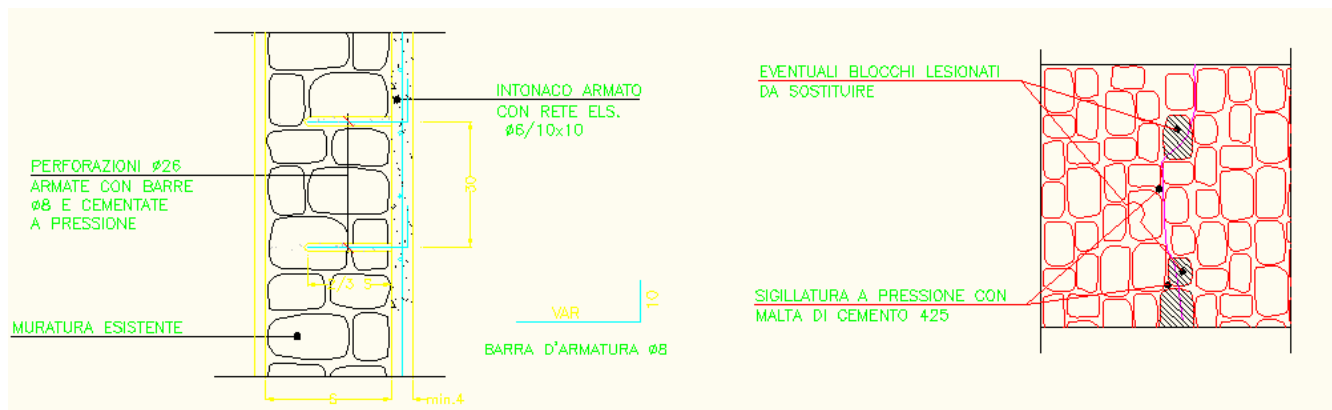 INTONACO ARMATO
CON RETE ELS.
ø6/10x10
PERFORAZIONI ø26
ARMATE CON BARRE
ø8 E CEMENTATE
A PRESSIONE
MURATURA ESISTENTE
2/3 S
S
min.4
VAR
10
BARRA D'ARMATURA ø8
EVENTUALI BLOCCHI LESIONATI
DA SOSTITUIRE
SIGILLATURA A PRESSIONE CON
MALTA DI CEMENTO 425